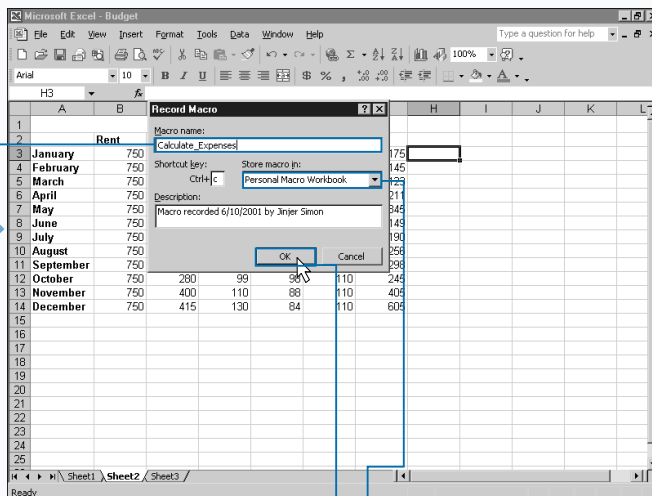 Microsoft Excel - Budget
File Edit View Insert Format Tools Data Window Help Type a question for help
100%
Arial 10 B I U $ % ,
H3 fx
A B H I J K L
Record Macro
Macro name:
Calculate_Expenses
Shortcut key: Store macro in:
Ctrl+ c Personal Macro Workbook
Description:
Macro recorded 6/10/2001 by Jinjer Simon
OK Cancel
1
2 Rent
3 January 750 175
4 February 750 145
5 March 750 123
6 April 750 211
7 May 750 345
8 June 750 149
9 July 750 190
10 August 750 256
11 September 750 298
12 October 750 280 99 110 245
13 November 750 400 110 88 110 405
14 December 750 415 130 84 110 605
15
16
17
18
19
20
21
22
23
24
25
Sheet1 Sheet2 Sheet3
Ready